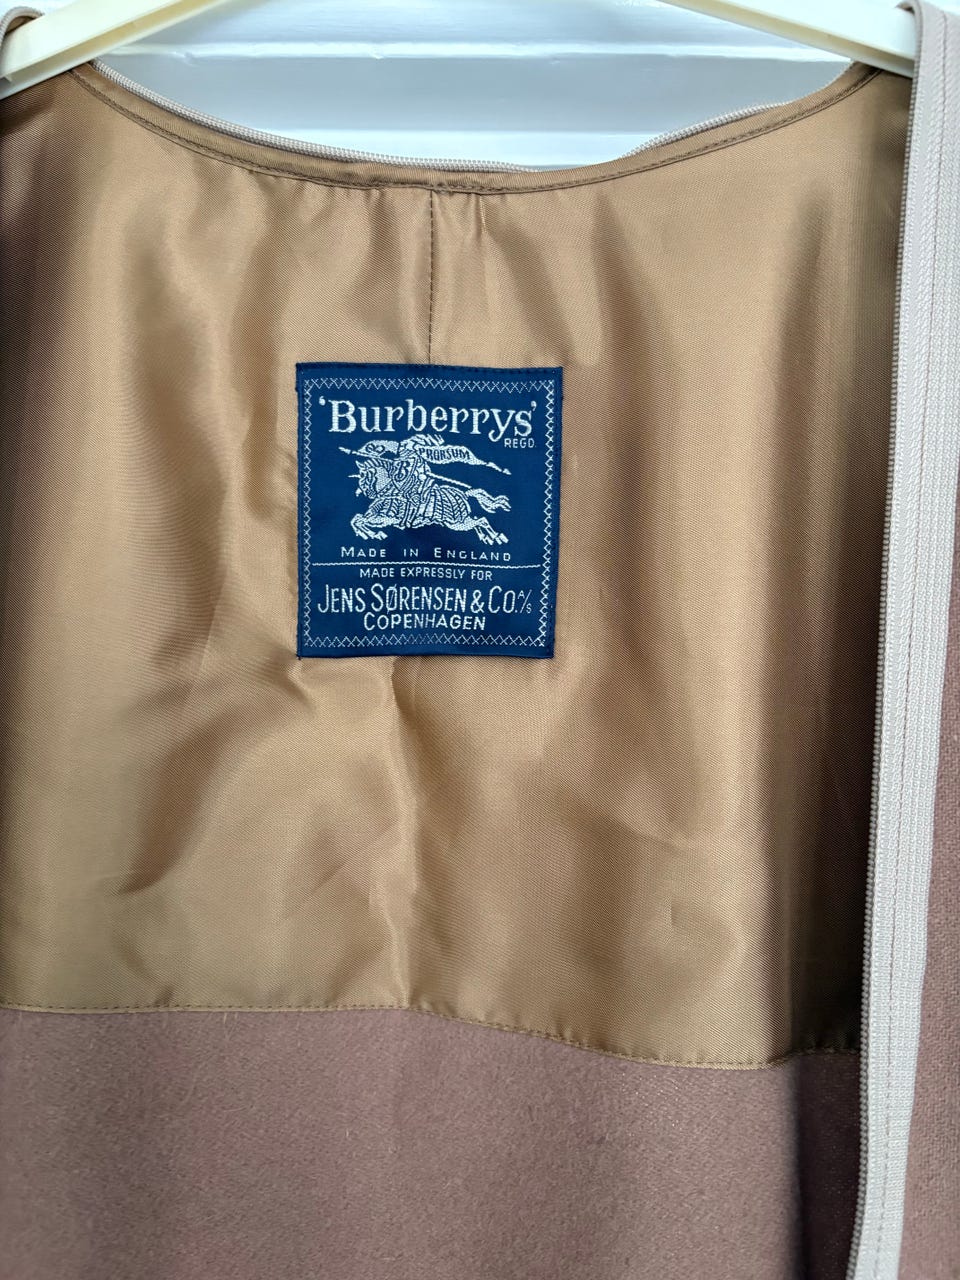 'Burberrys'
REGD.
PRORSUM
B
MADE IN ENGLAND
MADE EXPRESSLY FOR
JENS SØRENSEN & CO. A/S
COPENHAGEN